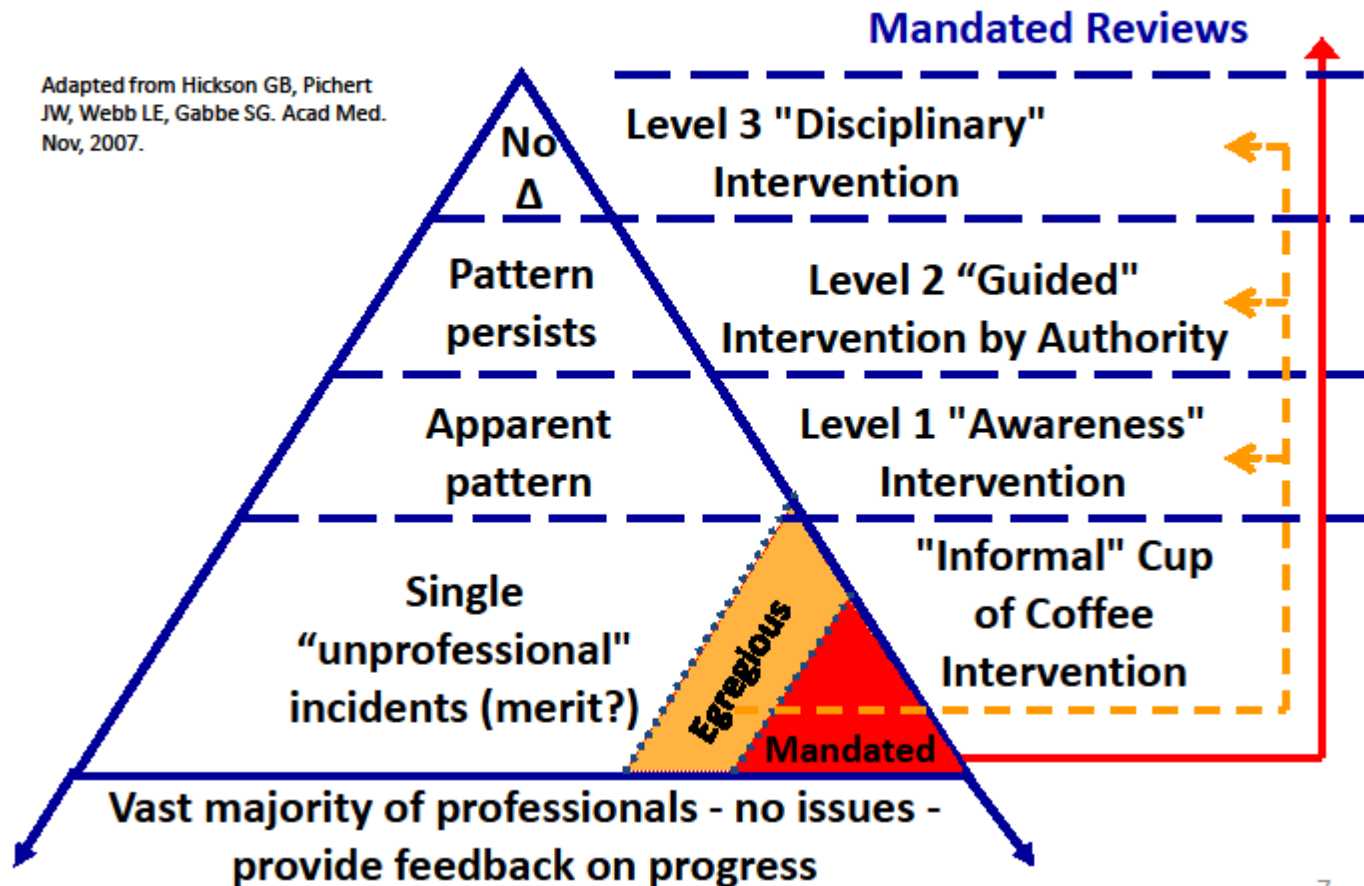 Mandated Reviews
Adapted from Hickson GB, Pichert
JW, Webb LE, Gabbe SG. Acad Med.
Nov, 2007.
No
Δ
Level 3 "Disciplinary"
Intervention
Pattern
persists
Level 2 “Guided"
Intervention by Authority
Apparent
pattern
Level 1 "Awareness"
Intervention
Single
“unprofessional"
incidents (merit?)
Egregious
Mandated
"Informal" Cup
of Coffee
Intervention
Vast majority of professionals - no issues -
provide feedback on progress